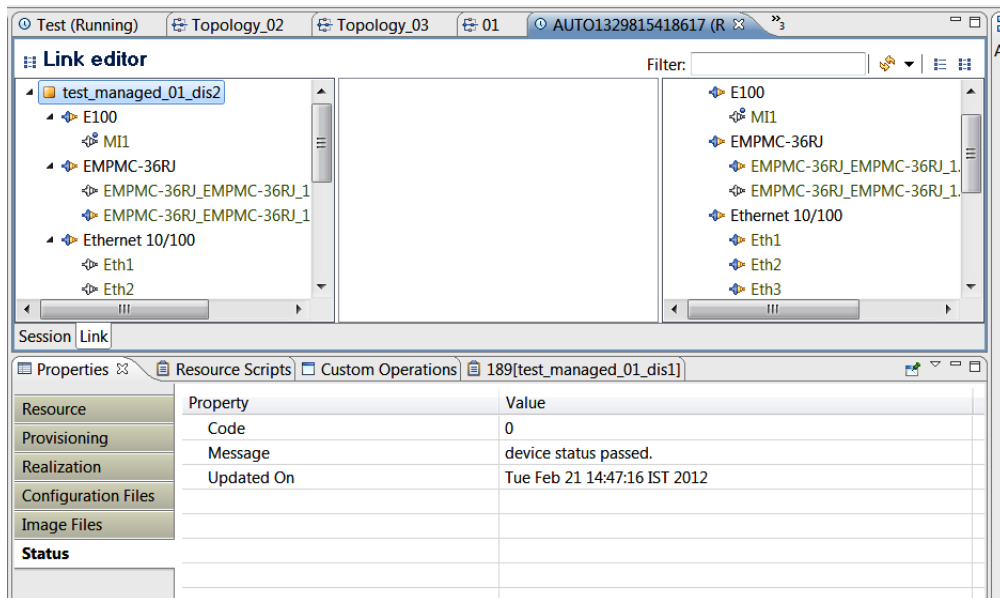 Test (Running) Topology_02 Topology_03 01 AUTO1329815418617 (R »3
Link editor
Filter:
test_managed_01_dis2
E100
MI1
EMPMC-36RJ
EMPMC-36RJ_EMPMC-36RJ_1
EMPMC-36RJ_EMPMC-36RJ_1
Ethernet 10/100
Eth1
Eth2
E100
MI1
EMPMC-36RJ
EMPMC-36RJ_EMPMC-36RJ_1.
EMPMC-36RJ_EMPMC-36RJ_1.
Ethernet 10/100
Eth1
Eth2
Eth3
Session Link
Properties Resource Scripts Custom Operations 189[test_managed_01_dis1]
Resource
Provisioning
Realization
Configuration Files
Image Files
Status
Property Value
Code 0
Message device status passed.
Updated On Tue Feb 21 14:47:16 IST 2012